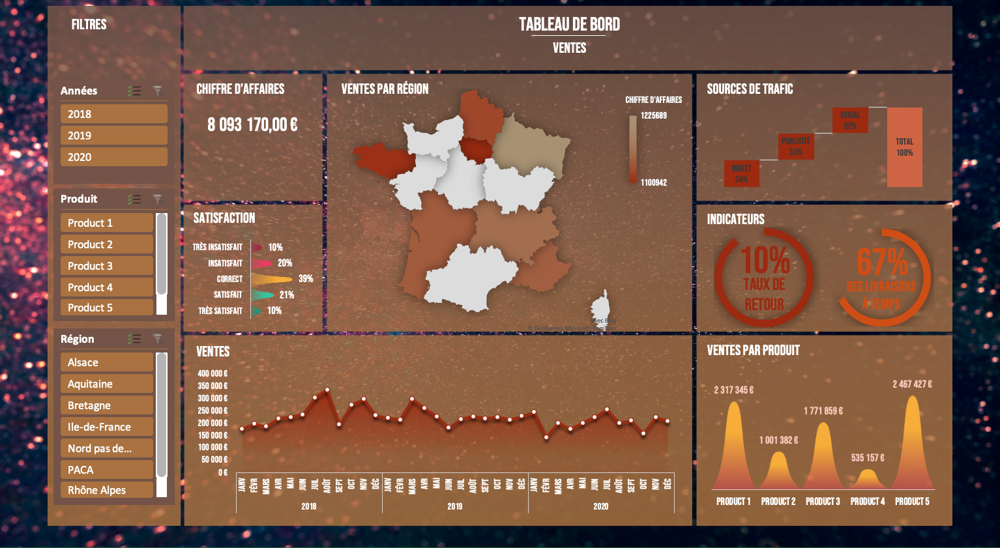 FILTRES
TABLEAU DE BORD
VENTES
Années
2018
2019
2020
Produit
Product 1
Product 2
Product 3
Product 4
Product 5
Région
Alsace
Aquitaine
Bretagne
Ile-de-France
Nord pas de...
PACA
Rhône Alpes
CHIFFRE D'AFFAIRES
8 093 170,00 €
SATISFACTION
TRÈS INSATISFAIT 10%
INSATISFAIT 20%
CORRECT 39%
SATISFAIT 21%
TRÈS SATISFAIT 10%
VENTES PAR RÉGION
CHIFFRE D'AFFAIRES
1225689
1100942
avec Bing
© GeoNames, Microsoft, TomTom
SOURCES DE TRAFIC
DIRECT
34%
PUBLICITÉ
33%
SOCIAL
32%
TOTAL
100%
INDICATEURS
10%
TAUX DE
RETOUR
67%
DES LIVRAISONS
À TEMPS
VENTES
400 000 €
350 000 €
300 000 €
250 000 €
200 000 €
150 000 €
100 000 €
50 000 €
0 €
JANV FÉVR MARS AVR MAI JUIN JUL AOÛT SEPT OCT NOV DÉC JANV FÉVR MARS AVR MAI JUIN JUL AOÛT SEPT OCT NOV DÉC JANV FÉVR MARS AVR MAI JUIN JUL AOÛT SEPT OCT NOV DÉC
2018 2019 2020
VENTES PAR PRODUIT
2 317 345 €
1 001 382 €
1 771 859 €
535 157 €
2 467 427 €
PRODUCT 1 PRODUCT 2 PRODUCT 3 PRODUCT 4 PRODUCT 5